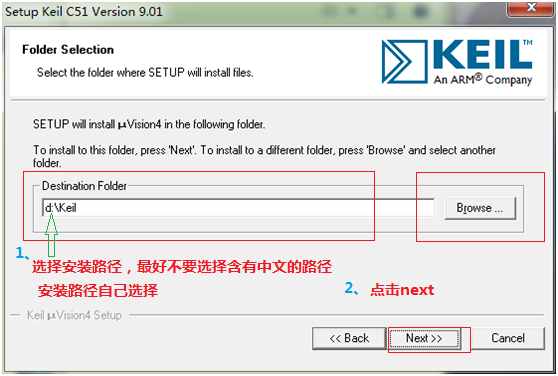 Setup Keil C51 Version 9.01
Folder Selection
Select the folder where SETUP will install files.
KEIL™
An ARM® Company
SETUP will install µVision4 in the following folder.
To install to this folder, press 'Next'. To install to a different folder, press 'Browse' and select another
folder.
Destination Folder
d:\Keil
Browse ...
1、
选择安装路径，最好不要选择含有中文的路径
安装路径自己选择
2、 点击next
Keil µVision4 Setup
<< Back
Next >>
Cancel